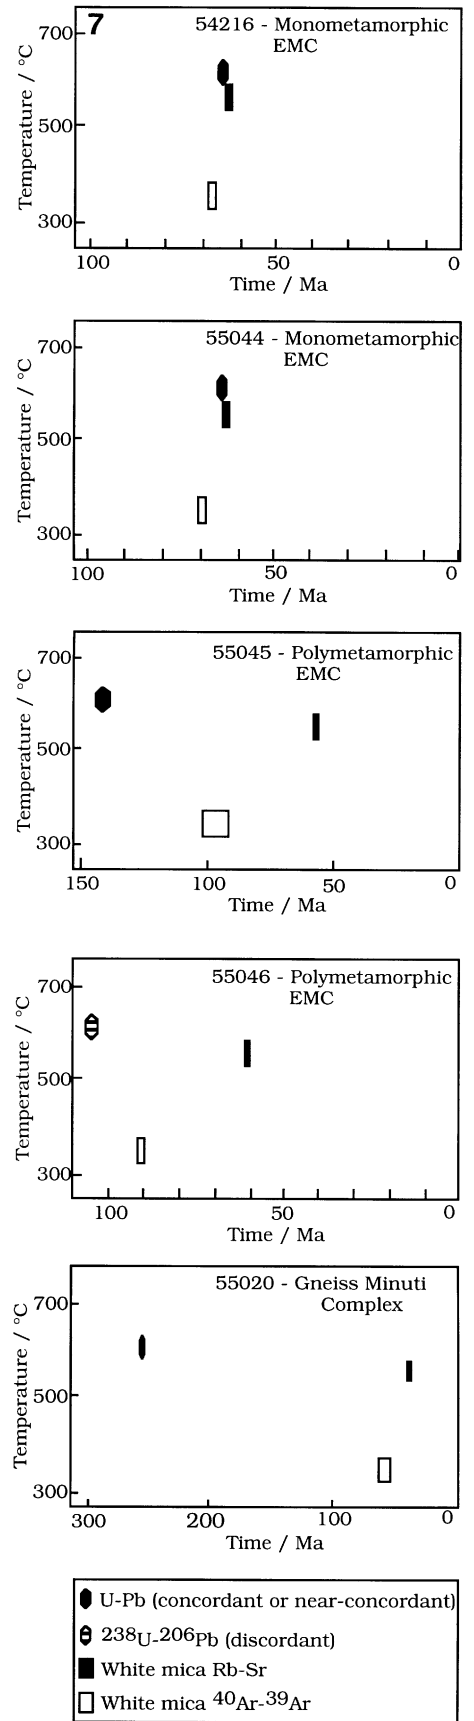 7
54216 - Monometamorphic
EMC
Temperature / °C
700
500
300
100 50 0
Time / Ma
55044 - Monometamorphic
EMC
Temperature / °C
700
500
300
100 50 0
Time / Ma
55045 - Polymetamorphic
EMC
Temperature / °C
700
500
300
150 100 50 0
Time / Ma
55046 - Polymetamorphic
EMC
Temperature / °C
700
500
300
100 50 0
Time / Ma
55020 - Gneiss Minuti
Complex
Temperature / °C
700
500
300
300 200 100 0
Time / Ma
U-Pb (concordant or near-concordant)
238U-206Pb (discordant)
White mica Rb-Sr
White mica 40Ar-39Ar